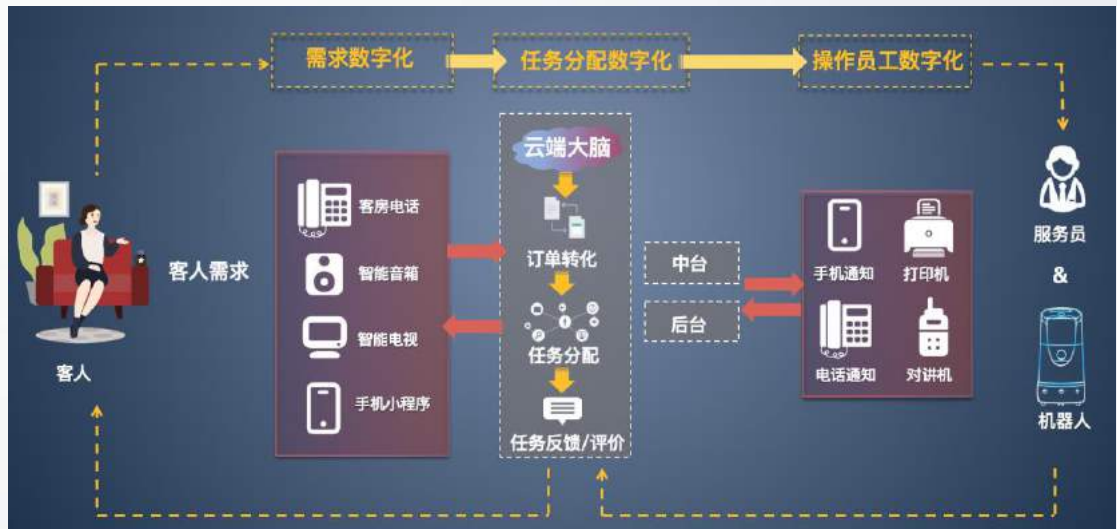 需求数字化
任务分配数字化
操作员工数字化
云端大脑
订单转化
任务分配
任务反馈/评价
客人
客人需求
客房电话
智能音箱
智能电视
手机小程序
中台
后台
手机通知
打印机
电话通知
对讲机
服务员
&
机器人